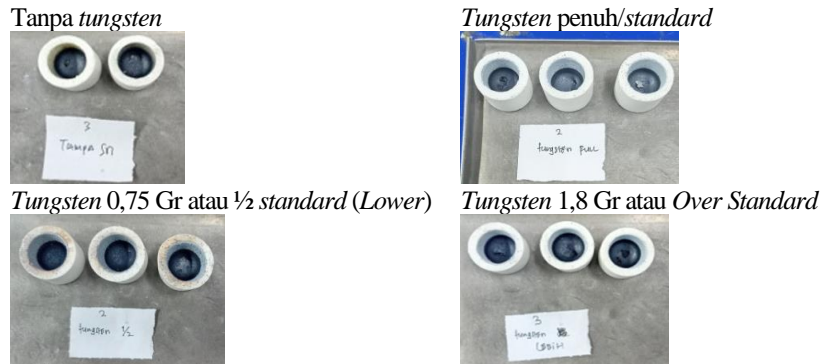 Tanpa tungsten
3
Tanpa Sn
Tungsten penuh/standard
2
tungsten FULL
Tungsten 0,75 Gr atau ½ standard (Lower)
2
tungsten ½
Tungsten 1,8 Gr atau Over Standard
3
tungsten